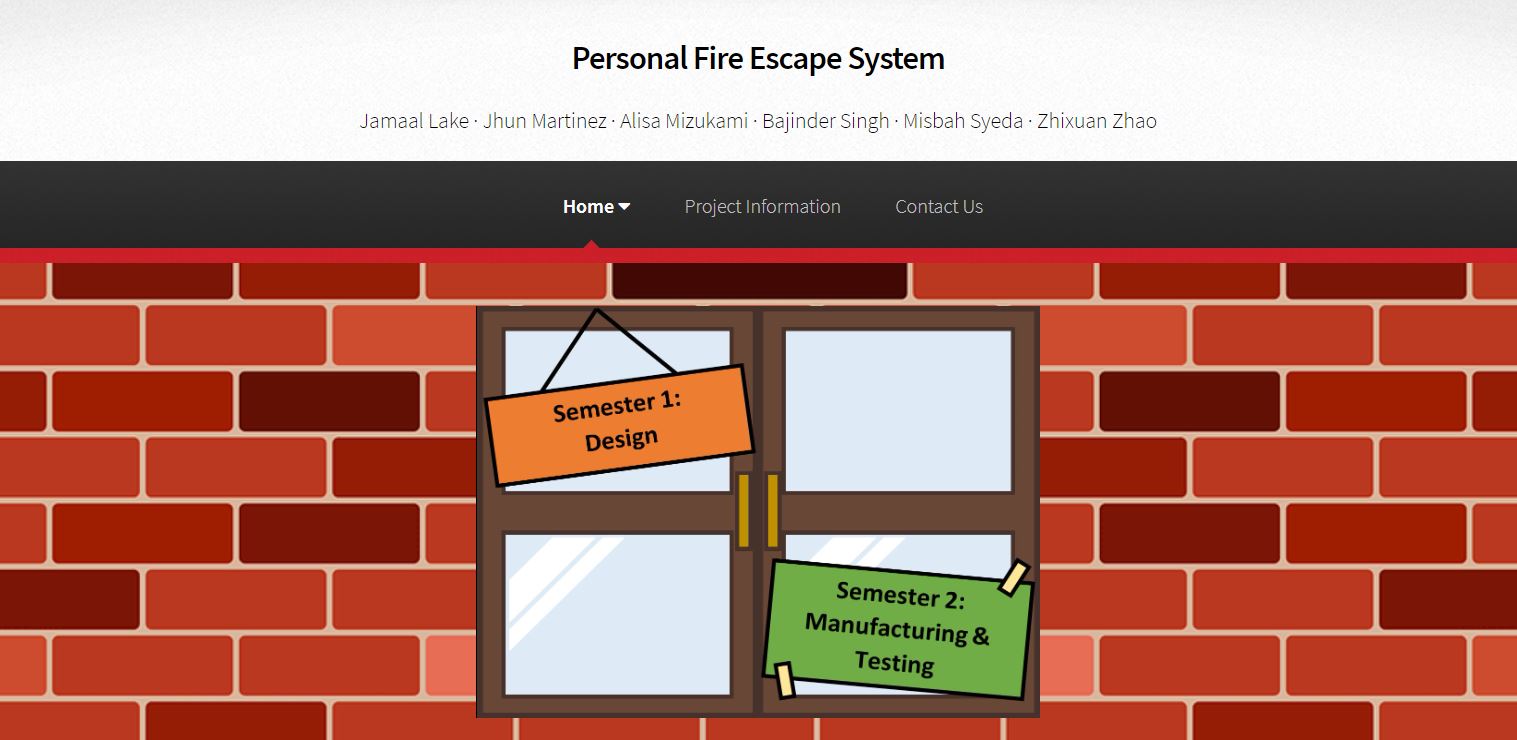 Personal Fire Escape System
Jamaal Lake · Jhun Martinez · Alisa Mizukami · Bajinder Singh · Misbah Syeda · Zhixuan Zhao
Home Project Information Contact Us
Semester 1:
Design
Semester 2:
Manufacturing &
Testing